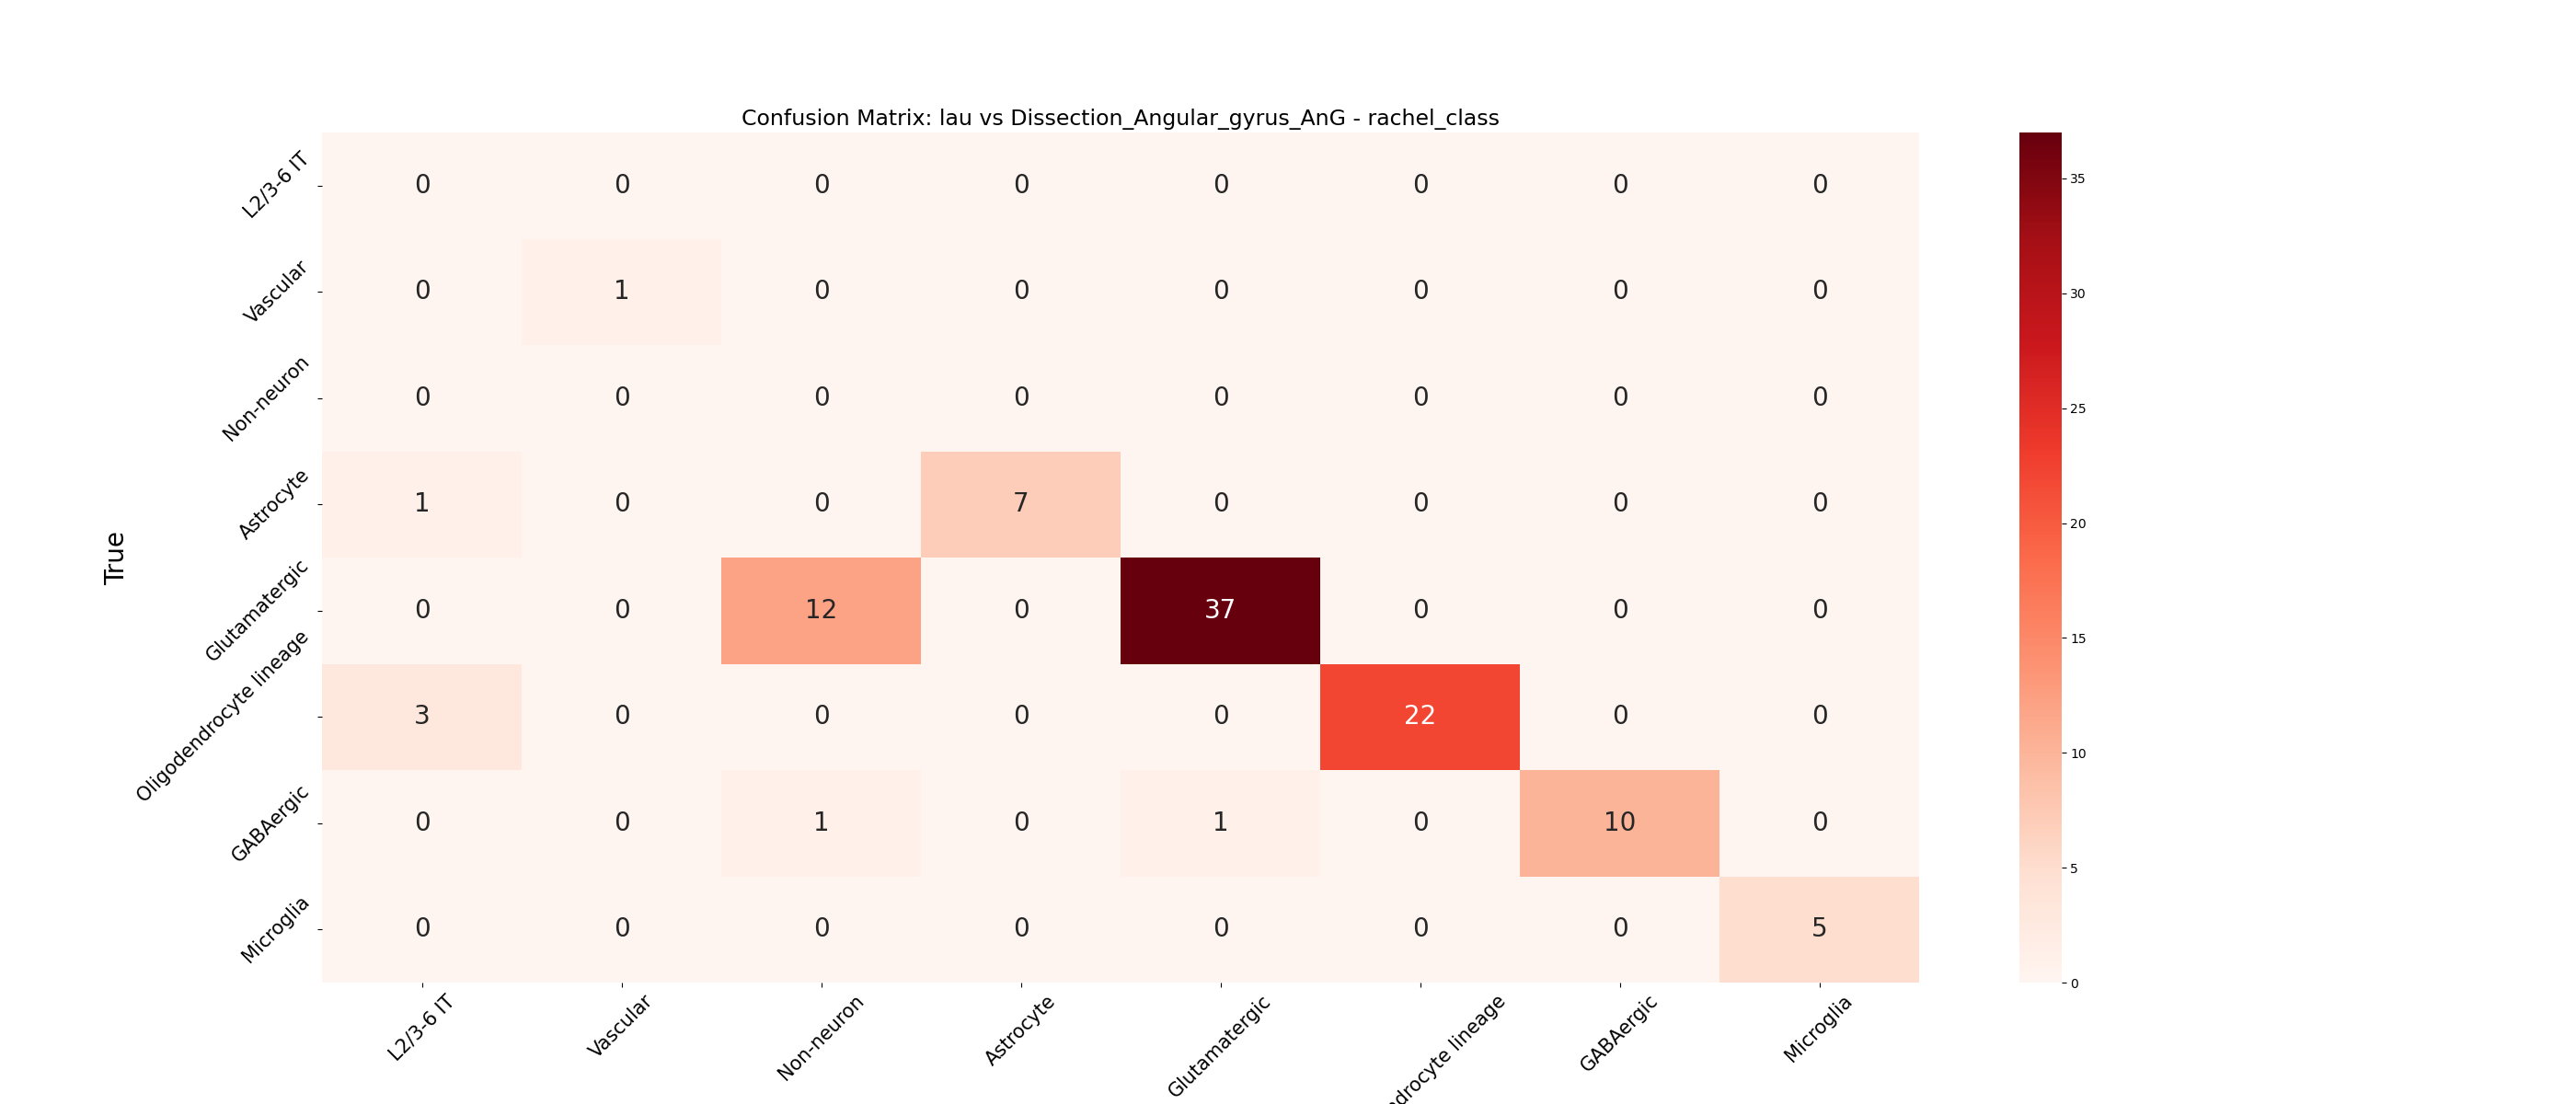 Confusion Matrix: lau vs Dissection_Angular_gyrus_AnG - rachel_class
True
L2/3-6 IT 0 0 0 0 0 0 0 0
Vascular 0 1 0 0 0 0 0 0
Non-neuron 0 0 0 0 0 0 0 0
Astrocyte 1 0 0 7 0 0 0 0
Glutamatergic 0 0 12 0 37 0 0 0
Oligodendrocyte lineage 3 0 0 0 0 22 0 0
GABAergic 0 0 1 0 1 0 10 0
Microglia 0 0 0 0 0 0 0 5
L2/3-6 IT Vascular Non-neuron Astrocyte Glutamatergic ndrocyte lineage GABAergic Microglia
35
30
25
20
15
10
5
0